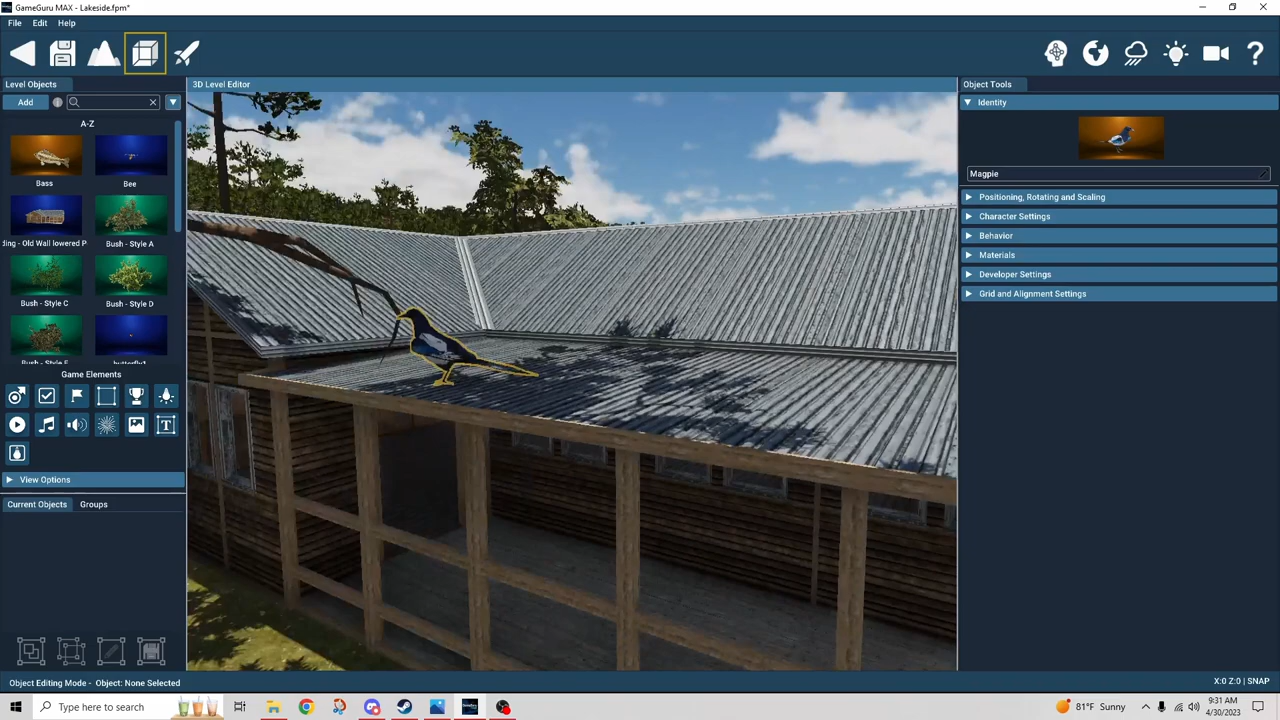 GameGuru MAX - Lakeside.fpm*
File Edit Help
Level Objects
3D Level Editor
Object Tools
Add
Identity
A-Z
Bass
Bee
Magpie
Positioning, Rotating and Scaling
Character Settings
Behavior
Materials
Developer Settings
Grid and Alignment Settings
ding - Old Wall lowered P
Bush - Style A
Bush - Style C
Bush - Style D
Game Elements
View Options
Current Objects Groups
Object Editing Mode - Object: None Selected
X:0 Z:0 | SNAP
Type here to search
81°F Sunny
9:31 AM
4/30/2023